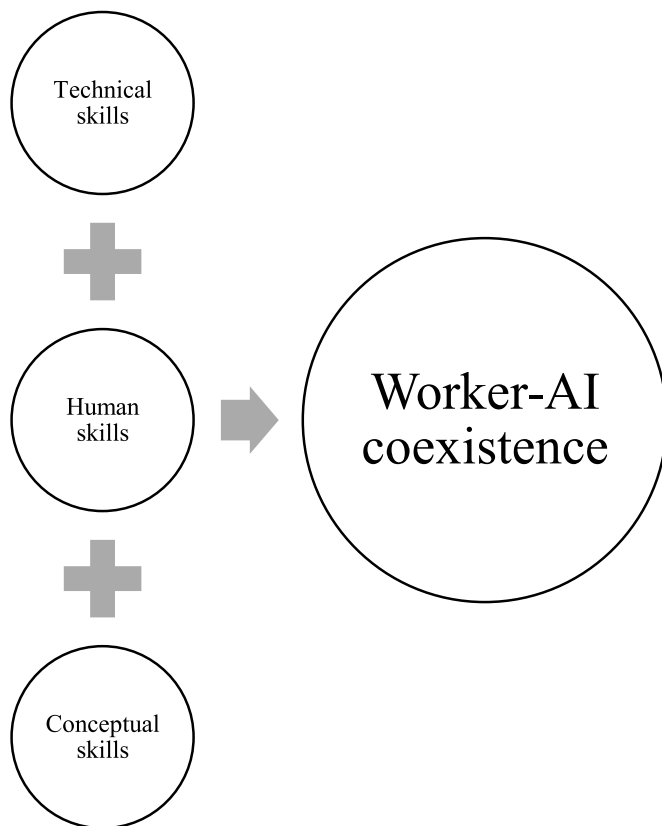 Technical
skills
Human
skills
Worker-AI
coexistence
Conceptual
skills